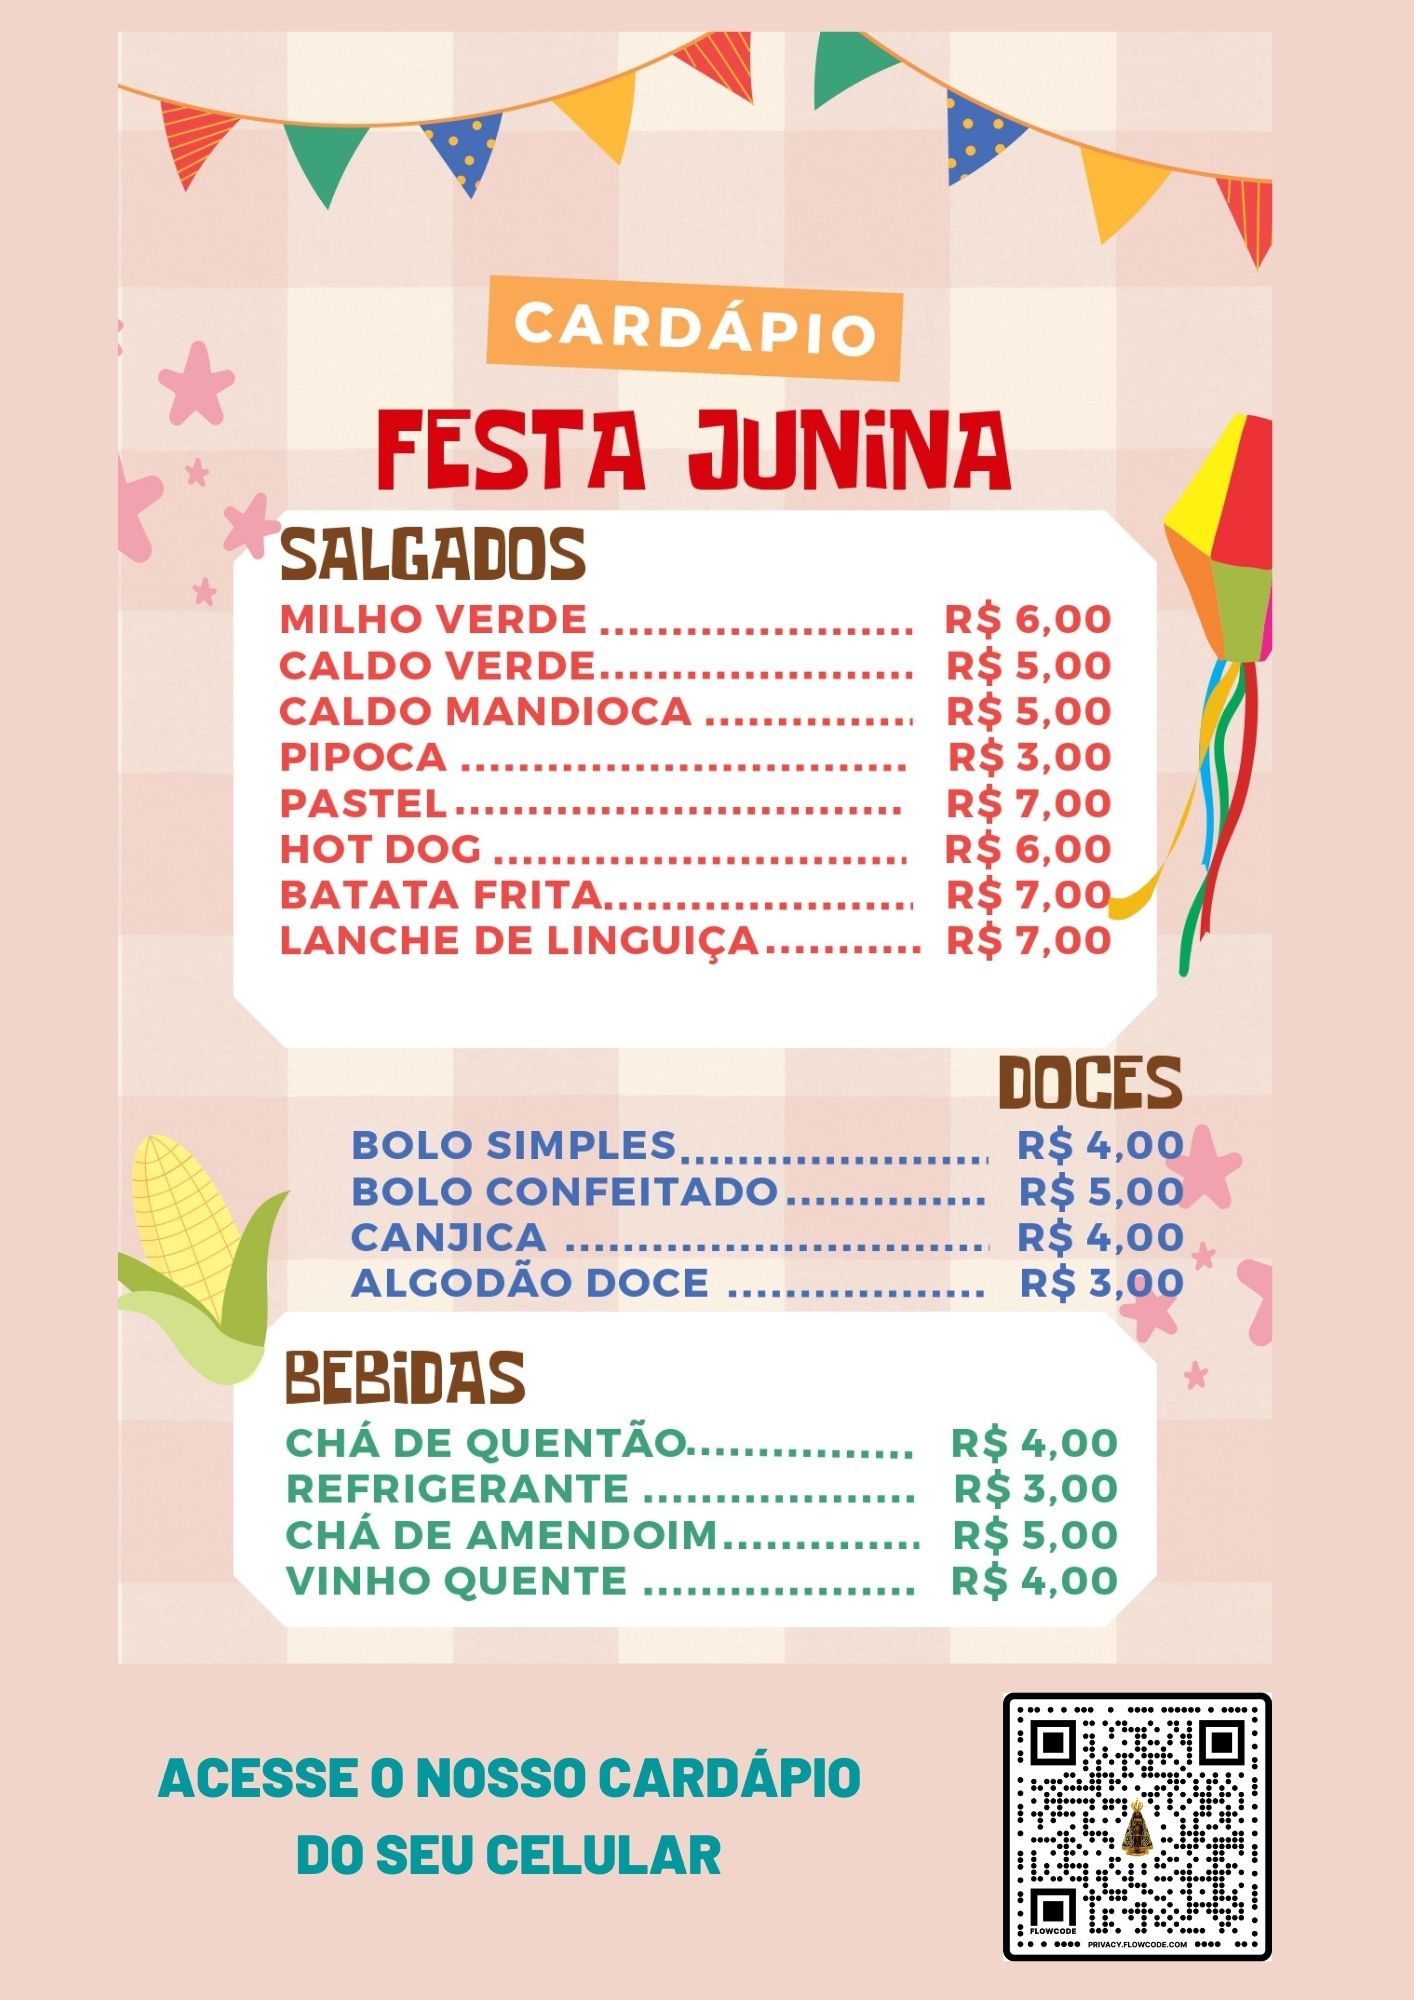 CARDÁPIO
FESTA JUNINA
SALGADOS
MILHO VERDE ...................... R$ 6,00
CALDO VERDE...................... R$ 5,00
CALDO MANDIOCA ............... R$ 5,00
PIPOCA ............................... R$ 3,00
PASTEL ............................... R$ 7,00
HOT DOG ............................. R$ 6,00
BATATA FRITA...................... R$ 7,00
LANCHE DE LINGUIÇA ........... R$ 7,00
DOCES
BOLO SIMPLES...................... R$ 4,00
BOLO CONFEITADO .............. R$ 5,00
CANJICA .............................. R$ 4,00
ALGODÃO DOCE .................. R$ 3,00
BEBIDAS
CHÁ DE QUENTÃO................ R$ 4,00
REFRIGERANTE ................... R$ 3,00
CHÁ DE AMENDOIM.............. R$ 5,00
VINHO QUENTE ................... R$ 4,00
ACESSE O NOSSO CARDÁPIO
DO SEU CELULAR
FLOWCODE
PRIVACY.FLOWCODE.COM